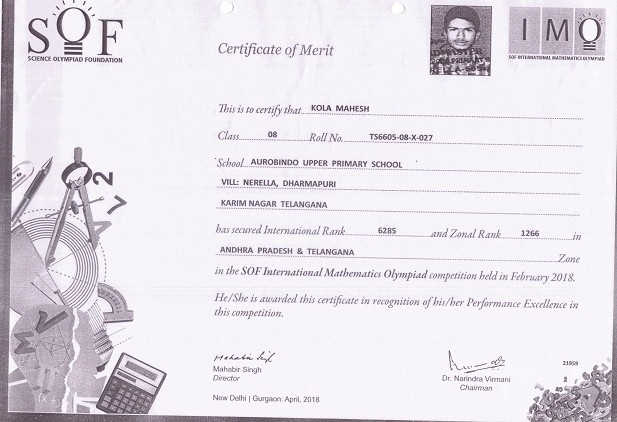 SOF
SCIENCE OLYMPIAD FOUNDATION
Certificate of Merit
IMO
SOF INTERNATIONAL MATHEMATICS OLYMPIAD
This is to certify that KOLA MAHESH
Class 08 Roll No. TS6605-08-X-027
School AUROBINDO UPPER PRIMARY SCHOOL
VILL: NERELLA, DHARMAPURI
KARIM NAGAR TELANGANA
has secured International Rank 6285 and Zonal Rank 1266 in
ANDHRA PRADESH & TELANGANA Zone
in the SOF International Mathematics Olympiad competition held in February 2018.
He/She is awarded this certificate in recognition of his/her Performance Excellence in
this competition.
Mahabir Singh
Mahabir Singh
Director
Dr. Narindra Virmani
Chairman
21959
2
New Delhi | Gurgaon: April, 2018